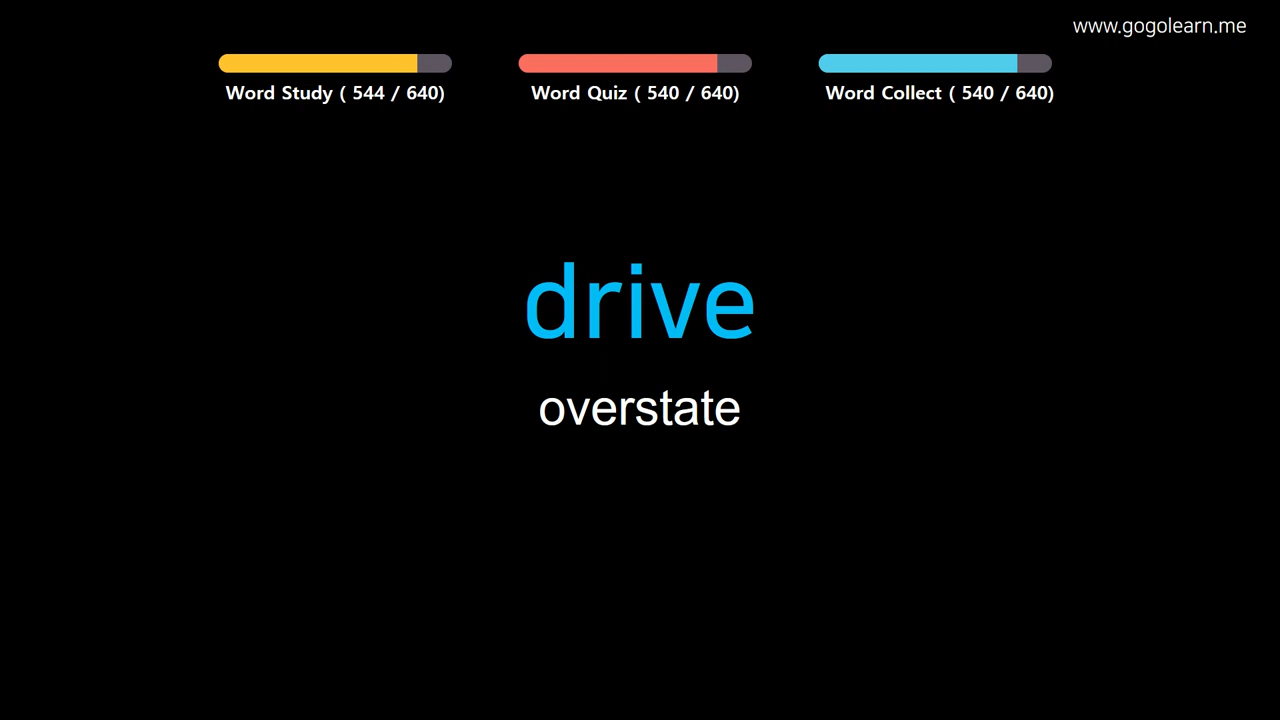 www.gogolearn.me
Word Study ( 544 / 640)
Word Quiz ( 540 / 640)
Word Collect ( 540 / 640)
drive
overstate